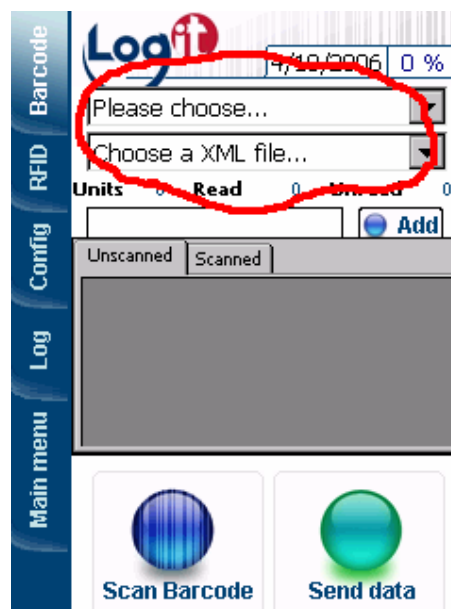 Logit
4/10/2006 0 %
Please choose...
Choose a XML file...
Units 0 Read 0 Unread 0
Add
Unscanned Scanned
Barcode
RFID
Config
Log
Main menu
Scan Barcode Send data